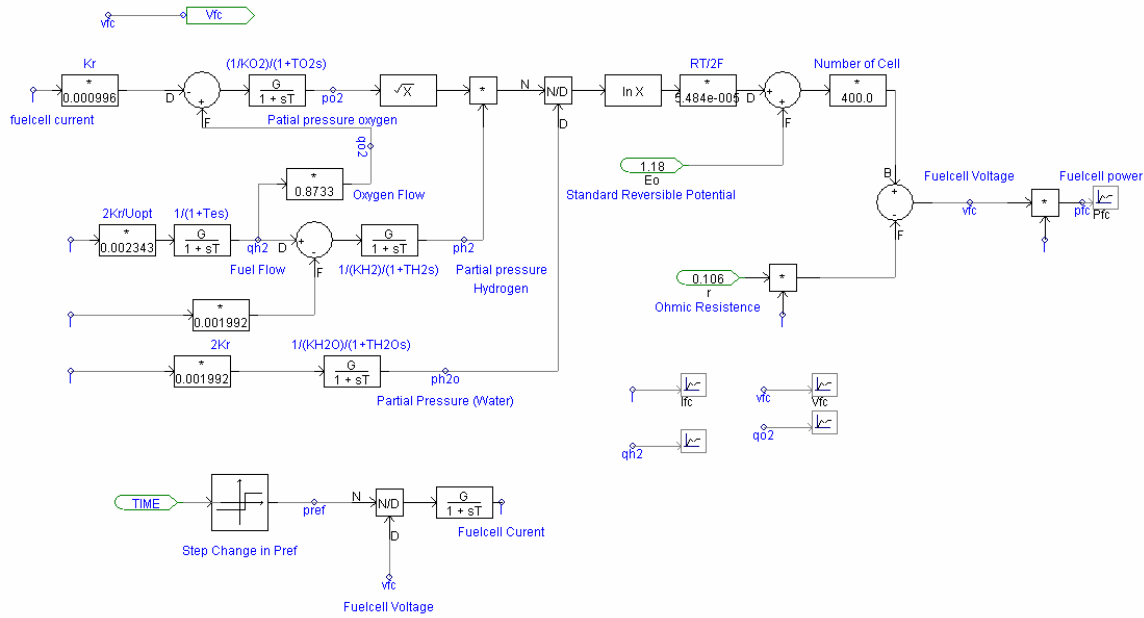 vfc
Vfc
Kr
(1/KO2)/(1+TO2s)
RT/2F
Number of Cell
I
*
0.000996
D
-
+
F
G
1 + sT
po2
√X
*
N
N/D
D
ln X
*
5.484e-005
D
+
+
F
*
400.0
fuelcell current
Patial pressure oxygen
qo2
*
0.8733
Oxygen Flow
1.18
Eo
Standard Reversible Potential
B
+
-
F
Fuelcell Voltage
vfc
*
I
Fuelcell power
pfc
Pfc
2Kr/Uopt
1/(1+Tes)
I
*
0.002343
G
1 + sT
qh2
D
+
-
F
G
1 + sT
ph2
Fuel Flow
1/(KH2)/(1+TH2s)
Partial pressure
Hydrogen
0.106
r
*
I
Ohmic Resistence
I
*
0.001992
2Kr
1/(KH2O)/(1+TH2Os)
I
*
0.001992
G
1 + sT
ph2o
Partial Pressure (Water)
I
Ifc
vfc
Vfc
qh2
qo2
TIME
pref
N
N/D
D
G
1 + sT
I
Step Change in Pref
Fuelcell Curent
vfc
Fuelcell Voltage